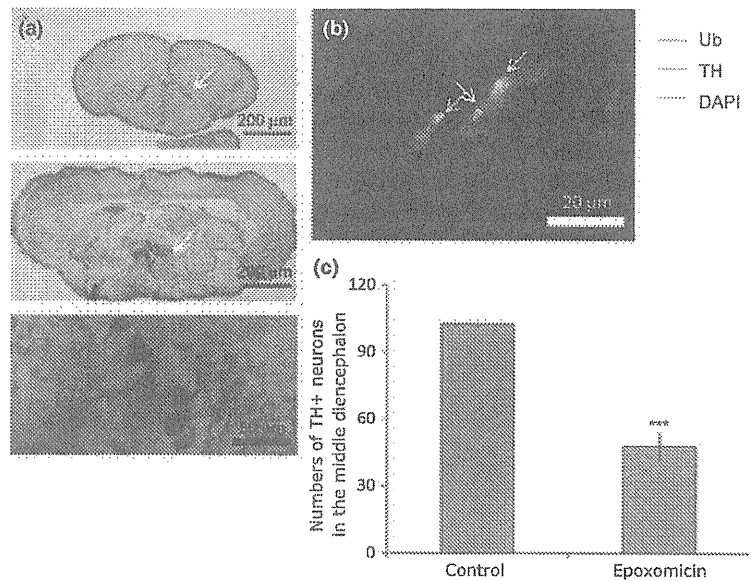 (a)
200 µm
200 µm
(b)
20 µm
Ub
TH
DAPI
(c)
Numbers of TH+ neurons
in the middle diencephalon
120
90
60
30
0
***
Control
Epoxomicin